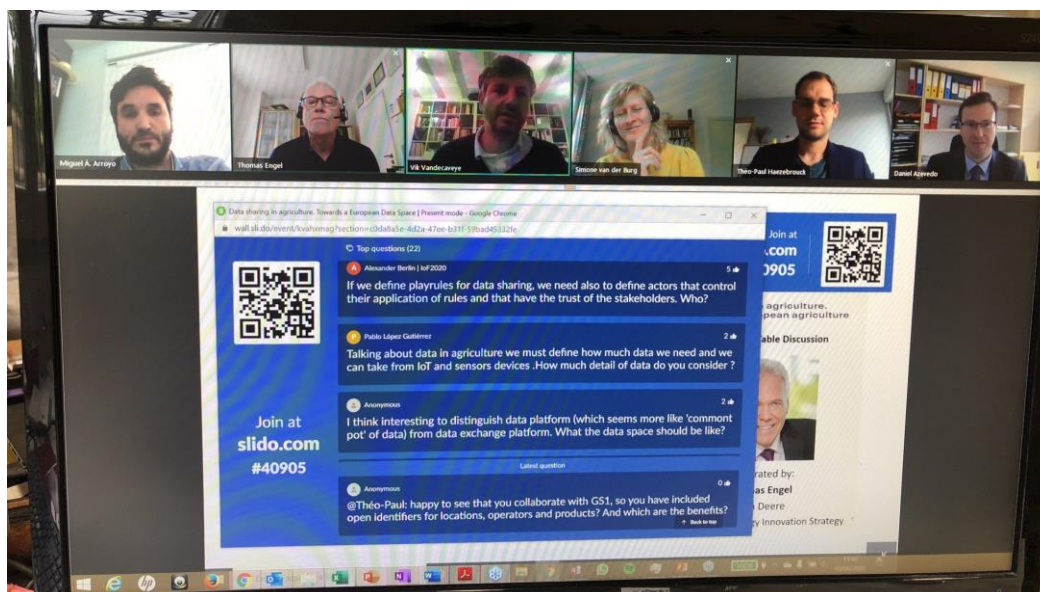 Miguel Á. Arroyo
Thomas Engel
Vik Vandecaveye
Simone van der Burg
Théo-Paul Haezebrouck
Daniel Azevedo
Data sharing in agriculture. Towards a European Data Space | Present mode - Google Chrome
Top questions (22)
Alexander Berlin | IoF2020
5
If we define playrules for data sharing, we need also to define actors that control
their application of rules and that have the trust of the stakeholders. Who?
Pablo López Gutiérrez
2
Talking about data in agriculture we must define how much data we need and we
can take from IoT and sensors devices .How much detail of data do you consider ?
Anonymous
2
I think interesting to distinguish data platform (which seems more like 'commont
pot' of data) from data exchange platform. What the data space should be like?
Latest question
Anonymous
0
@Théo-Paul: happy to see that you collaborate with GS1, so you have included
open identifiers for locations, operators and products? And which are the benefits?
Back to top
Join at
slido.com
#40905
Join at
.com
0905
agriculture.
pean agriculture
able Discussion
rated by:
as Engel
Deere
gy Innovation Strategy
hp